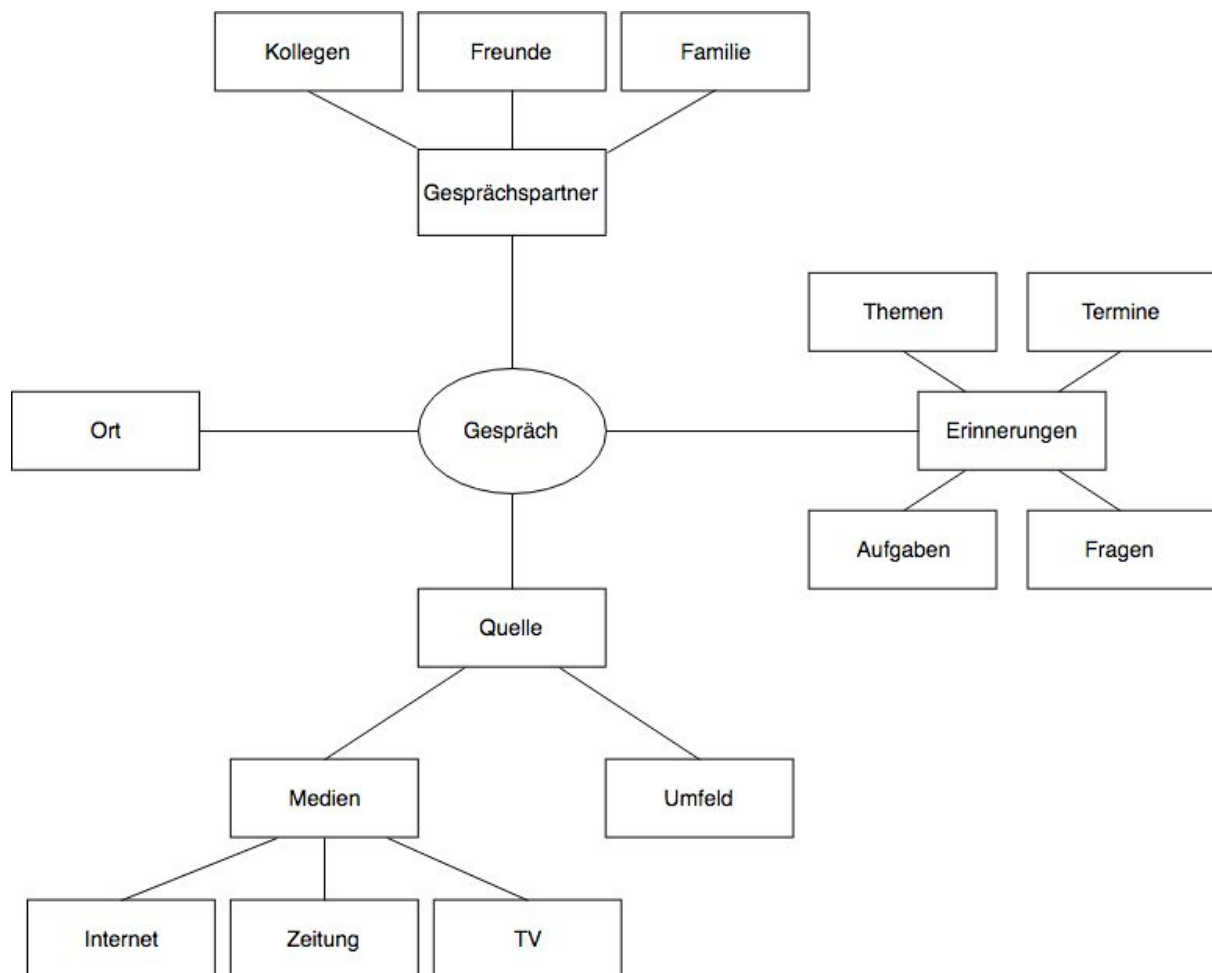 Kollegen
Freunde
Familie
Gesprächspartner
Themen
Termine
Ort
Gespräch
Erinnerungen
Aufgaben
Fragen
Quelle
Medien
Umfeld
Internet
Zeitung
TV